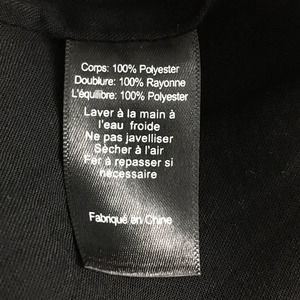 Corps: 100% Polyester
Doublure: 100% Rayonne
L'équilibre: 100% Polyester
Laver à la main à
l'eau froide
Ne pas javelliser
Sècher à l'air
Fer à repasser si
nécessaire
Fabriqué en Chine